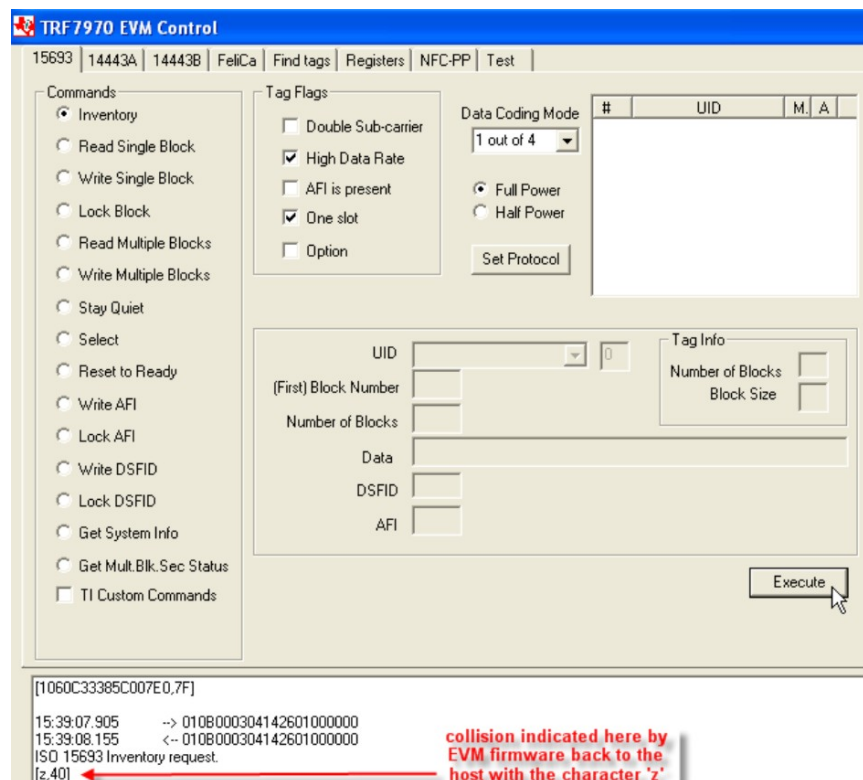 TRF7970 EVM Control
15693 14443A 14443B FeliCa Find tags Registers NFC-PP Test
Commands
Inventory
Read Single Block
Write Single Block
Lock Block
Read Multiple Blocks
Write Multiple Blocks
Stay Quiet
Select
Reset to Ready
Write AFI
Lock AFI
Write DSFID
Lock DSFID
Get System Info
Get Mult.Blk.Sec Status
TI Custom Commands
Tag Flags
Double Sub-carrier
High Data Rate
AFI is present
One slot
Option
Data Coding Mode
1 out of 4
Full Power
Half Power
Set Protocol
# UID M. A
UID 0
(First) Block Number
Number of Blocks
Data
DSFID
AFI
Tag Info
Number of Blocks
Block Size
Execute
[1060C33385C007E0,7F]
15:39:07.905 --> 010B000304142601000000
15:39:08.155 <-- 010B000304142601000000
ISO 15693 Inventory request.
[z,40]
collision indicated here by
EVM firmware back to the
host with the character 'z'